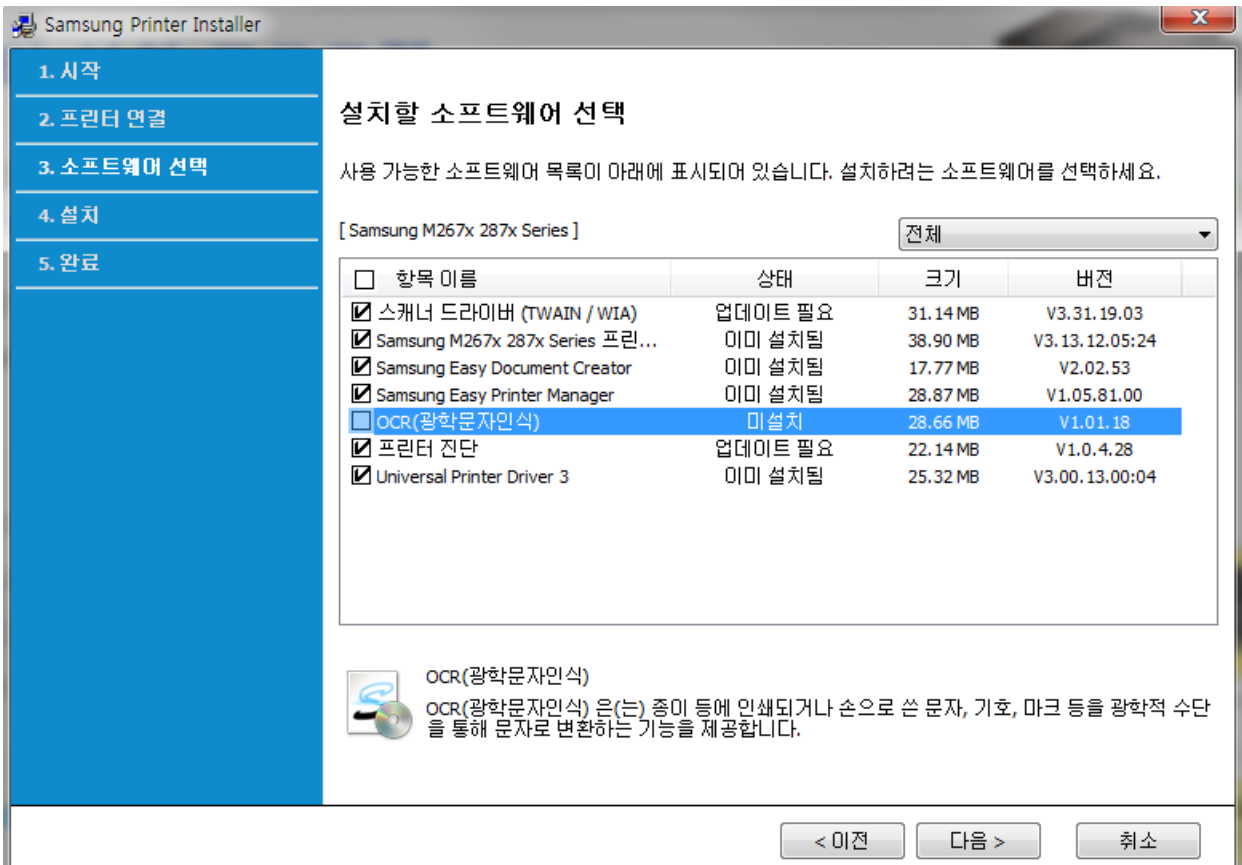 Samsung Printer Installer
1. 시작
2. 프린터 연결
3. 소프트웨어 선택
4. 설치
5. 완료
설치할 소프트웨어 선택
사용 가능한 소프트웨어 목록이 아래에 표시되어 있습니다. 설치하려는 소프트웨어를 선택하세요.
[ Samsung M267x 287x Series ] 전체
항목 이름 상태 크기 버전
스캐너 드라이버 (TWAIN / WIA) 업데이트 필요 31.14 MB V3.31.19.03
Samsung M267x 287x Series 프린... 이미 설치됨 38.90 MB V3.13.12.05:24
Samsung Easy Document Creator 이미 설치됨 17.77 MB V2.02.53
Samsung Easy Printer Manager 이미 설치됨 28.87 MB V1.05.81.00
OCR(광학문자인식) 미설치 28.66 MB V1.01.18
프린터 진단 업데이트 필요 22.14 MB V1.0.4.28
Universal Printer Driver 3 이미 설치됨 25.32 MB V3.00.13.00:04
OCR(광학문자인식)
OCR(광학문자인식) 은(는) 종이 등에 인쇄되거나 손으로 쓴 문자, 기호, 마크 등을 광학적 수단
을 통해 문자로 변환하는 기능을 제공합니다.
< 이전 다음 > 취소